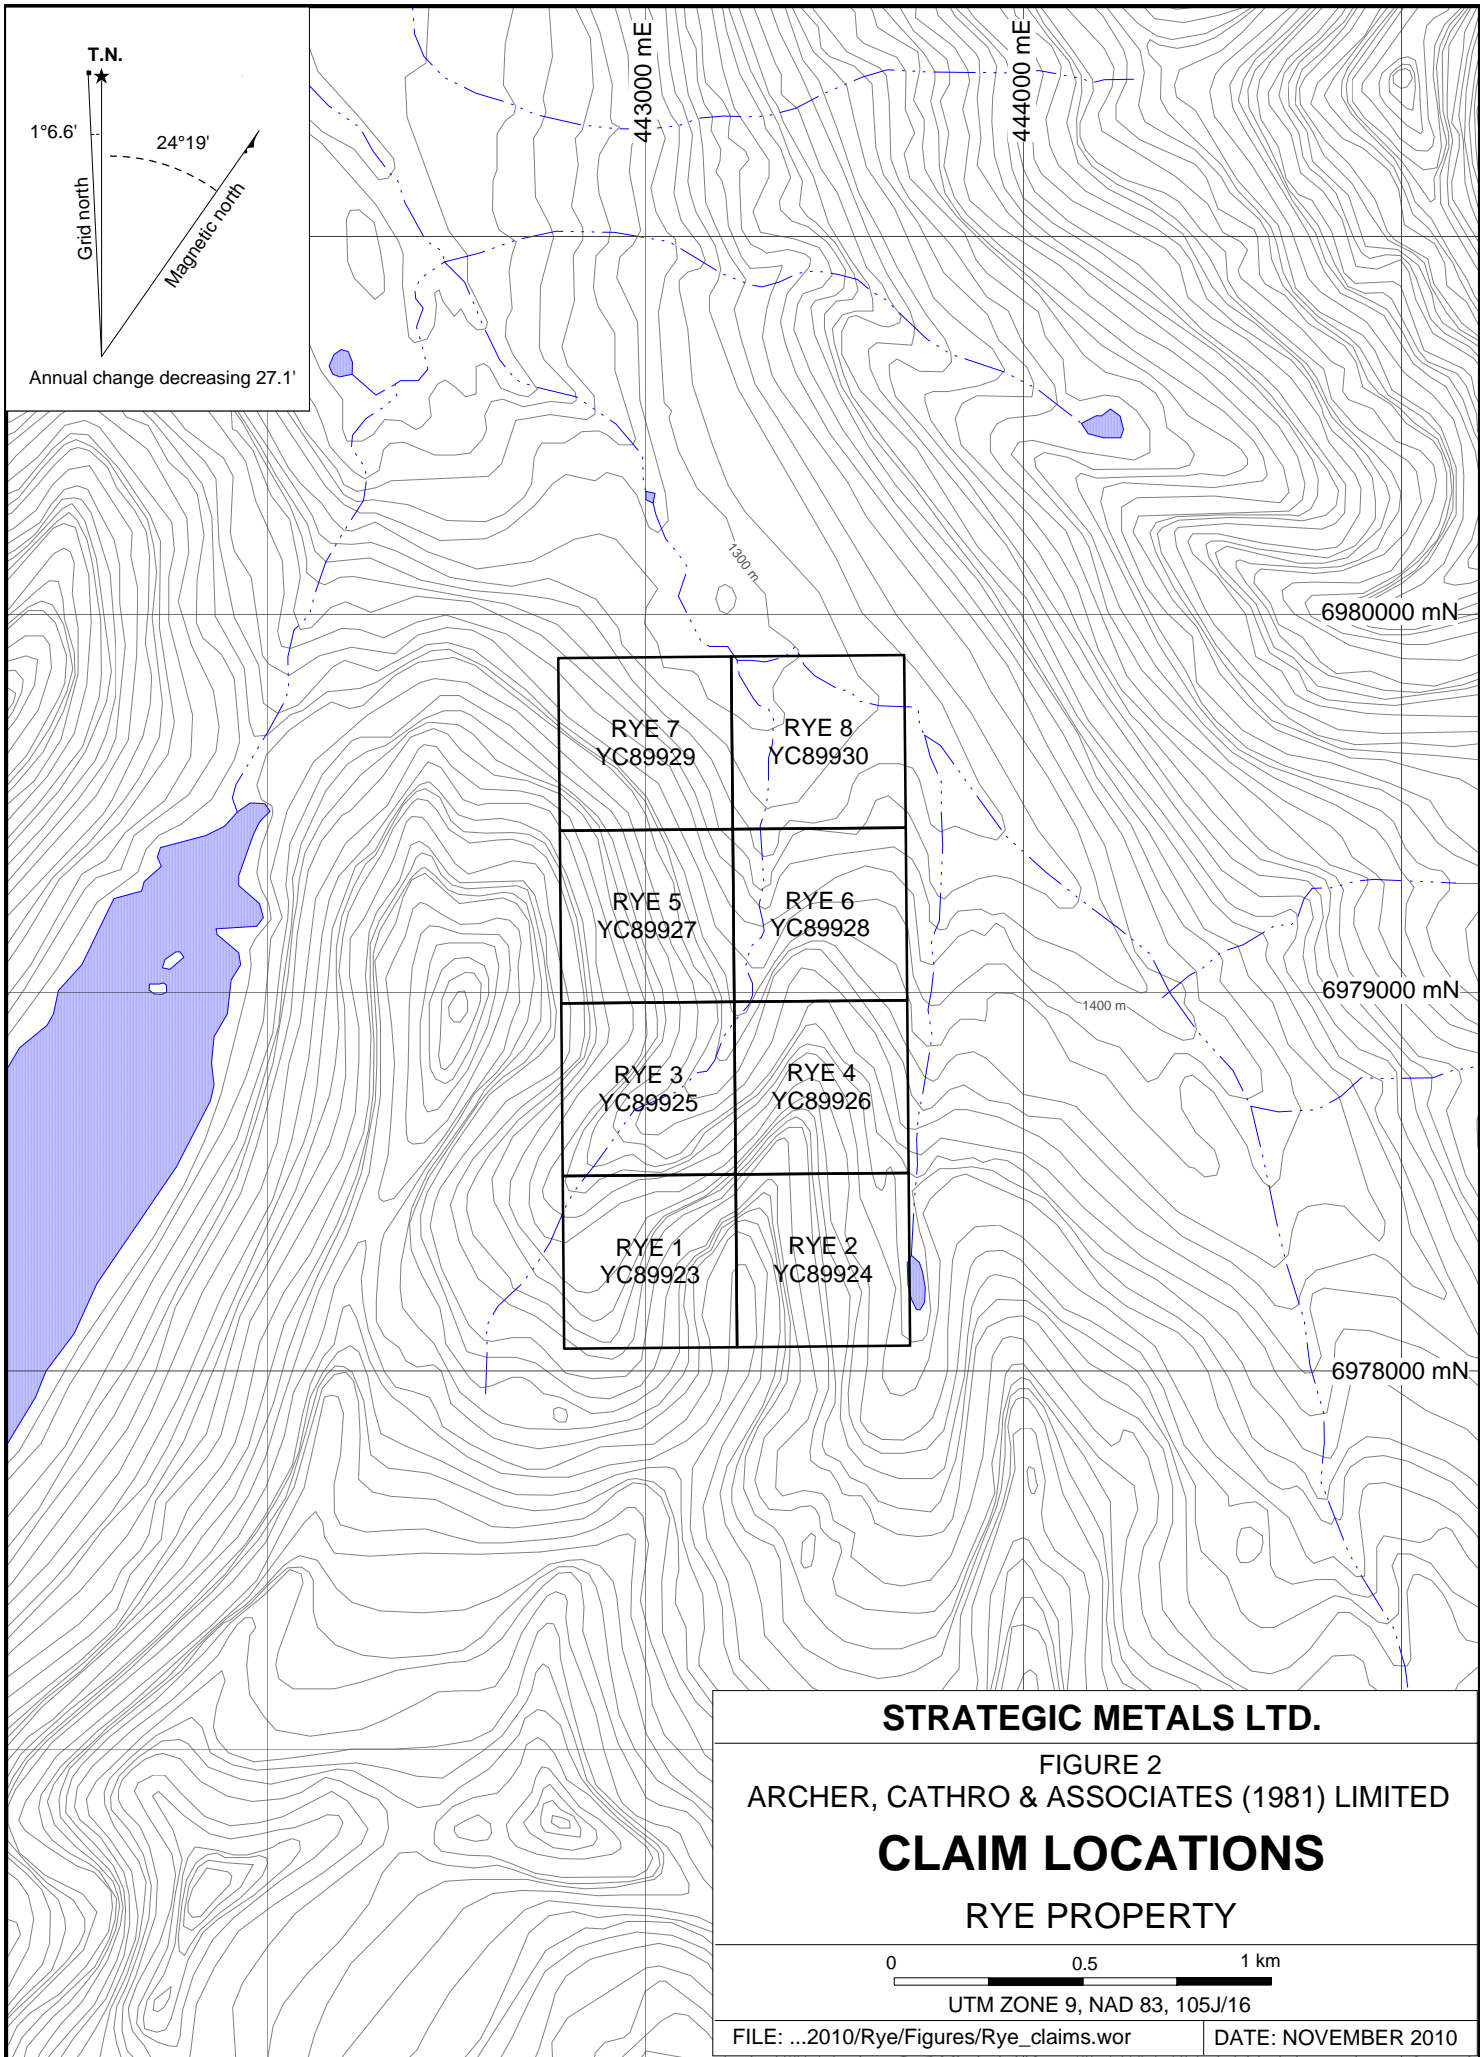 T.N.
1°6.6'
24°19'
Grid north
Magnetic north
Annual change decreasing 27.1'
443000 mE
444000 mE
1300 m
6980000 mN
RYE 7
YC89929
RYE 8
YC89930
RYE 5
YC89927
RYE 6
YC89928
6979000 mN
1400 m
RYE 3
YC89925
RYE 4
YC89926
RYE 1
YC89923
RYE 2
YC89924
6978000 mN
STRATEGIC METALS LTD.
FIGURE 2
ARCHER, CATHRO & ASSOCIATES (1981) LIMITED
CLAIM LOCATIONS
RYE PROPERTY
0 0.5 1 km
UTM ZONE 9, NAD 83, 105J/16
FILE: ...2010/Rye/Figures/Rye_claims.wor
DATE: NOVEMBER 2010